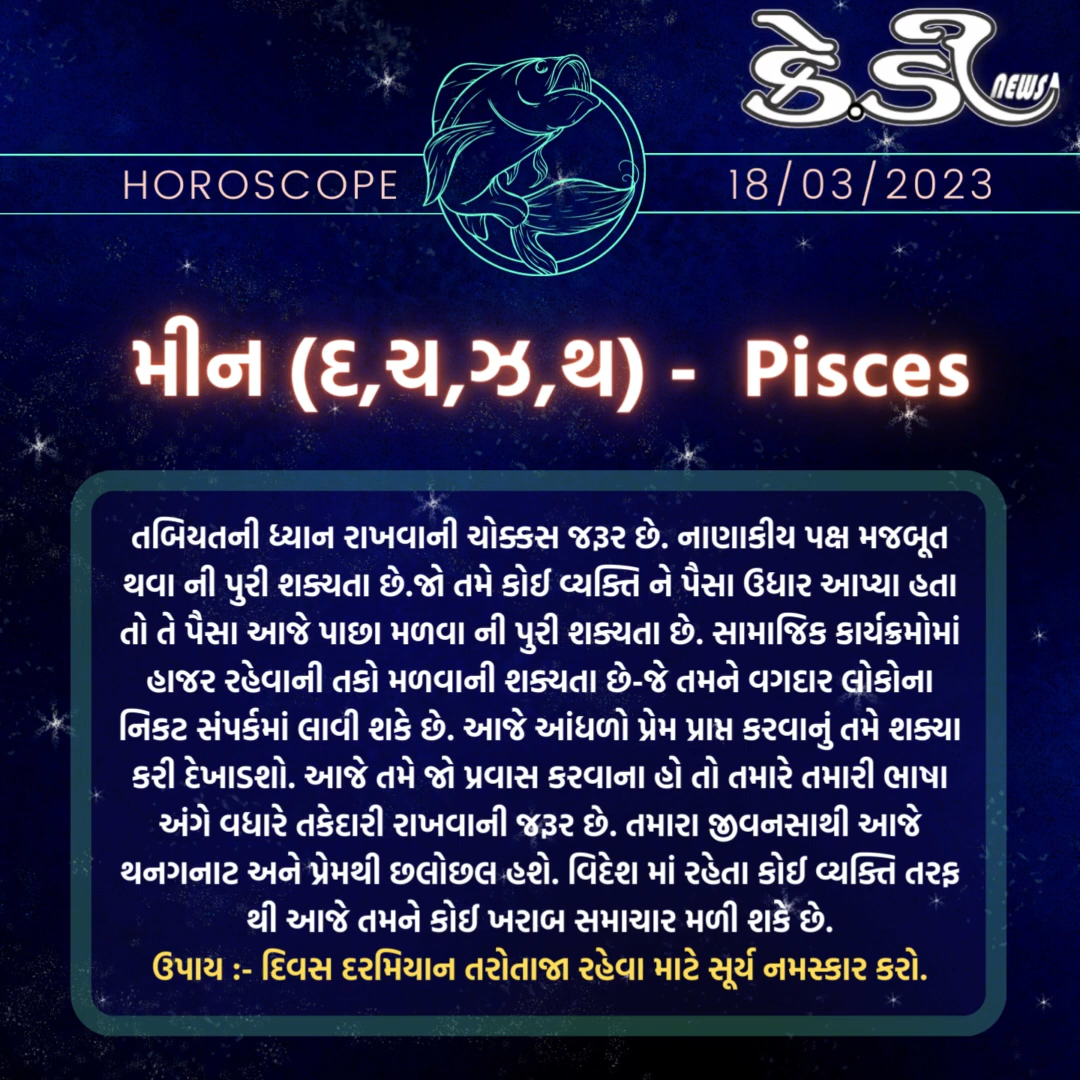 કે.ડી NEWS
HOROSCOPE
18/03/2023
મીન (દ,ચ,ઝ,થ) - Pisces
તબિયતની ધ્યાન રાખવાની ચોક્કસ જરૂર છે. નાણાકીય પક્ષ મજબૂત
થવા ની પુરી શક્યતા છે.જો તમે કોઈ વ્યક્તિ ને પૈસા ઉધાર આપ્યા હતા
તો તે પૈસા આજે પાછા મળવા ની પુરી શક્યતા છે. સામાજિક કાર્યક્રમોમાં
હાજર રહેવાની તકો મળવાની શક્યતા છે-જે તમને વગદાર લોકોના
નિકટ સંપર્કમાં લાવી શકે છે. આજે આંધળો પ્રેમ પ્રાપ્ત કરવાનું તમે શક્યા
કરી દેખાડશો. આજે તમે જો પ્રવાસ કરવાના હો તો તમારે તમારી ભાષા
અંગે વધારે તકેદારી રાખવાની જરૂર છે. તમારા જીવનસાથી આજે
થનગનાટ અને પ્રેમથી છલોછલ હશે. વિદેશ માં રહેતા કોઈ વ્યક્તિ તરફ
થી આજે તમને કોઈ ખરાબ સમાચાર મળી શકે છે.
ઉપાય :- દિવસ દરમિયાન તરોતાજા રહેવા માટે સૂર્ય નમસ્કાર કરો.